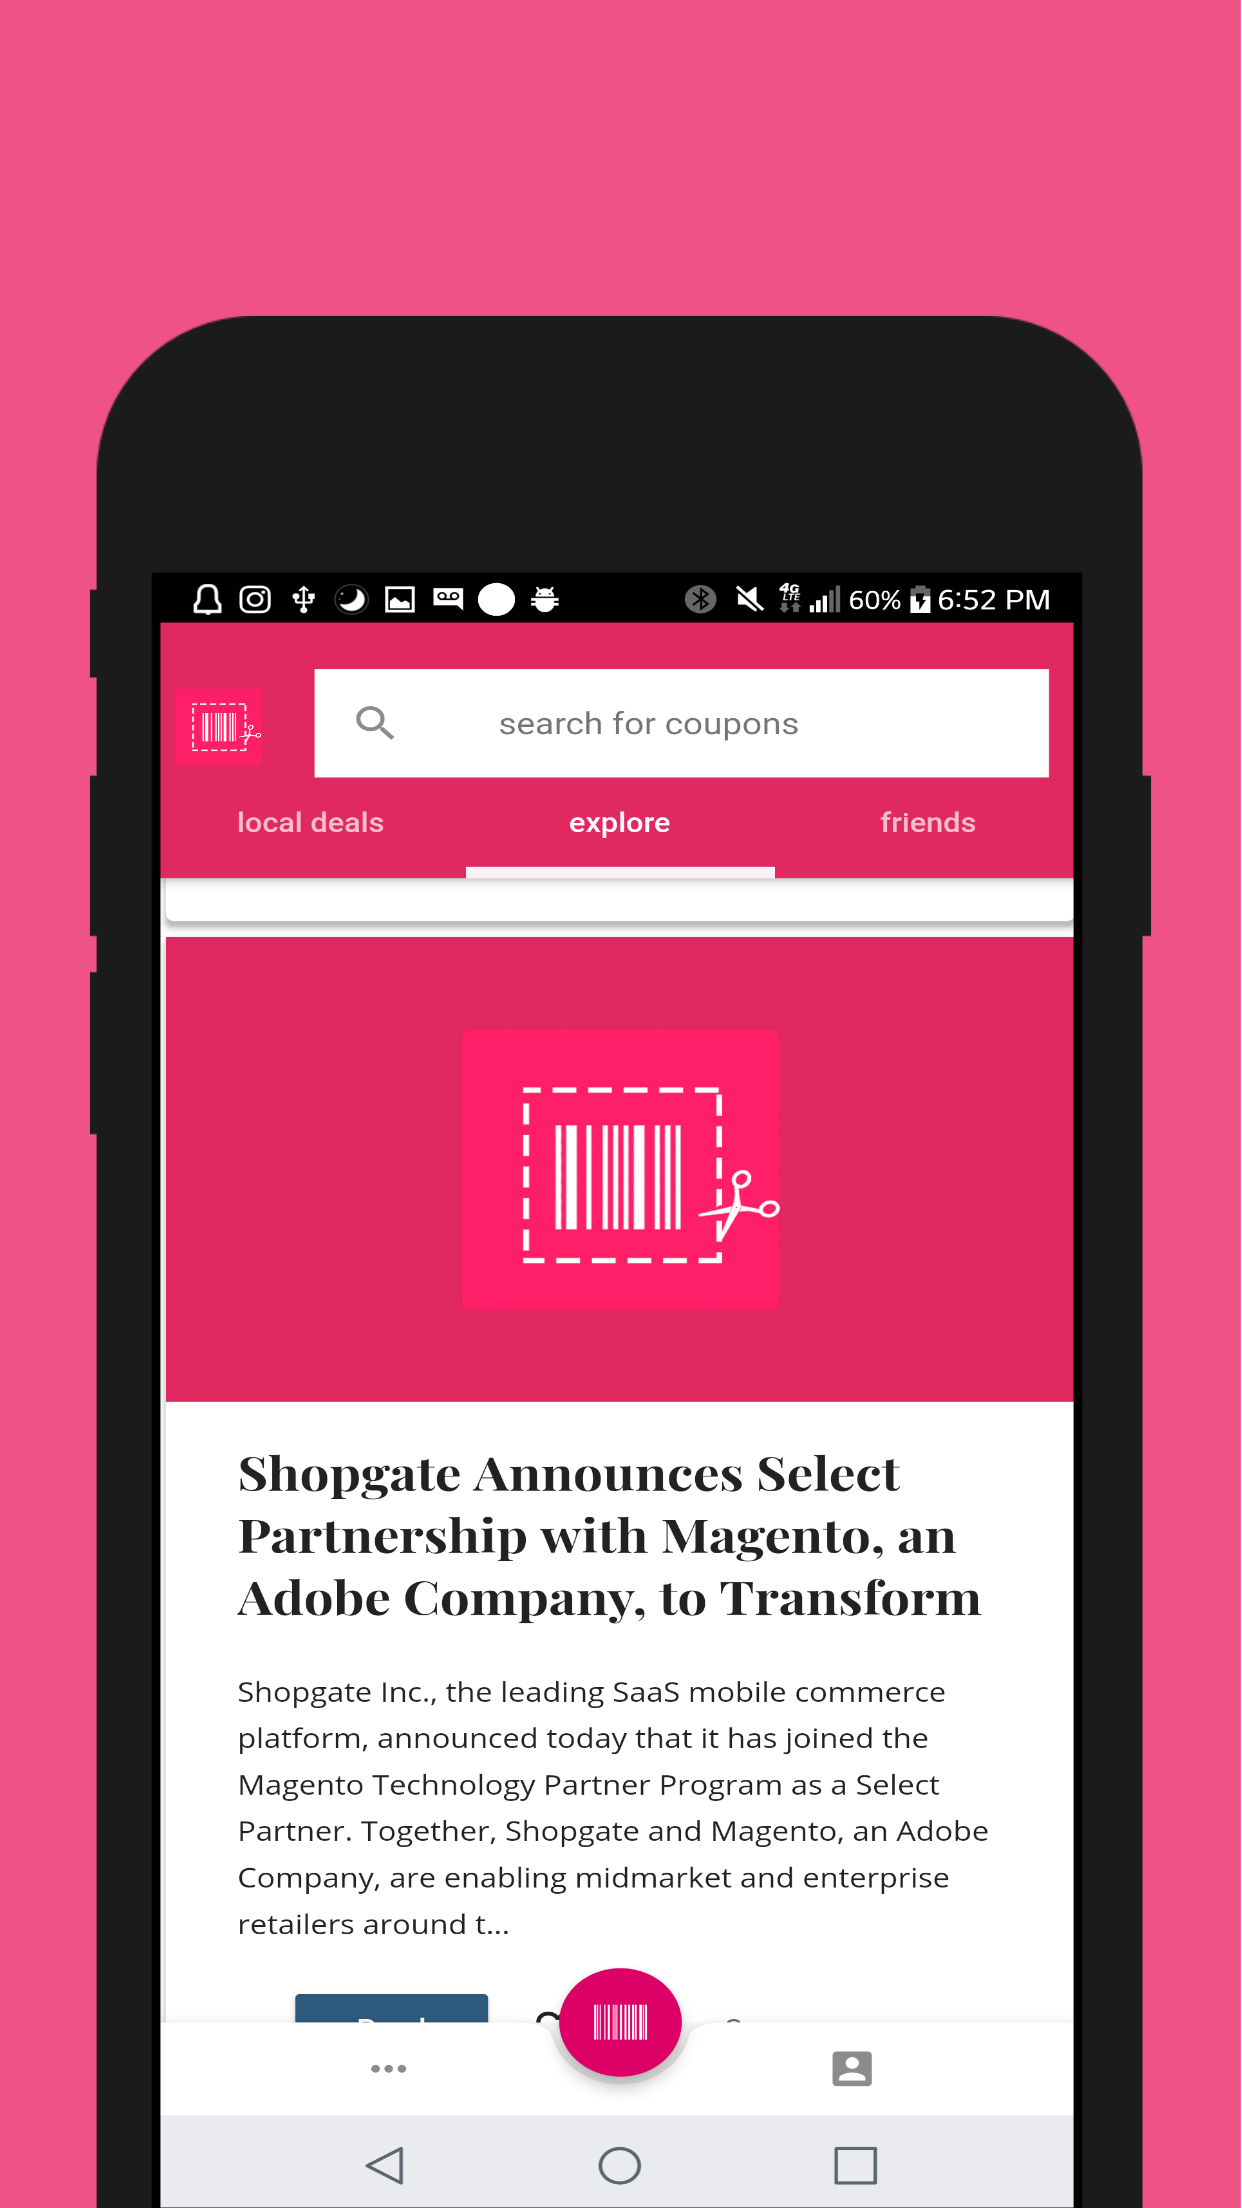 4G
LTE
60%
6:52 PM
search for coupons
local deals
explore
friends
Shopgate Announces Select
Partnership with Magento, an
Adobe Company, to Transform
Shopgate Inc., the leading SaaS mobile commerce
platform, announced today that it has joined the
Magento Technology Partner Program as a Select
Partner. Together, Shopgate and Magento, an Adobe
Company, are enabling midmarket and enterprise
retailers around t...